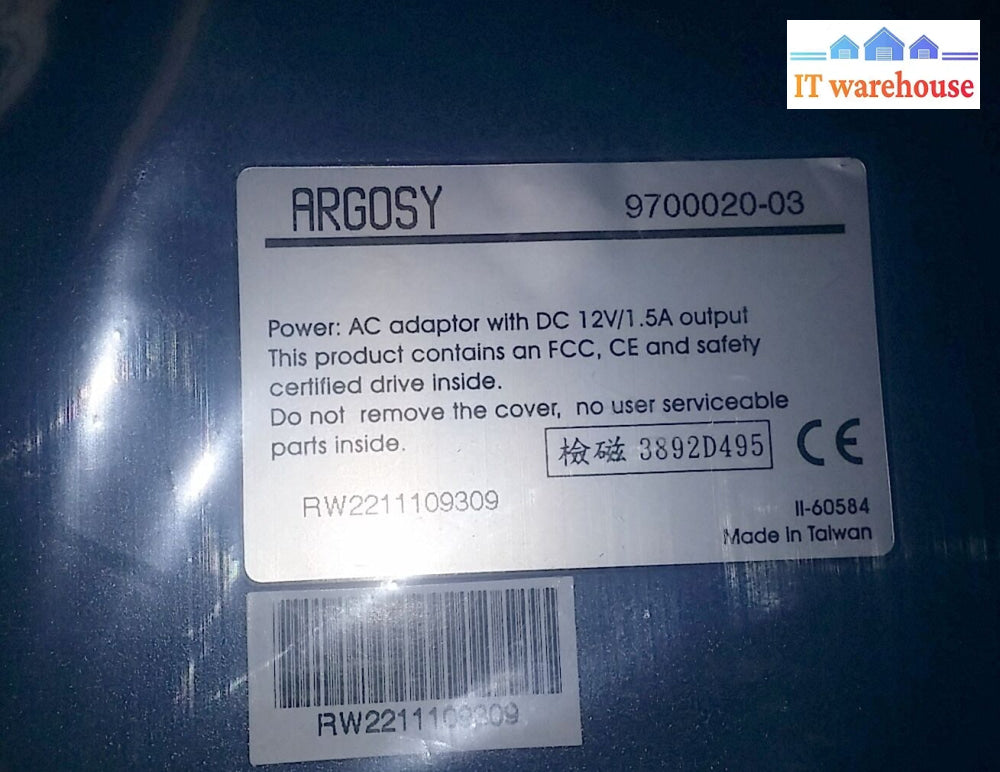 IT warehouse
ARGOSY 9700020-03
Power: AC adaptor with DC 12V/1.5A output
This product contains an FCC, CE and safety
certified drive inside.
Do not remove the cover, no user serviceable
parts inside.
檢磁 3892D495 CE
RW2211109309
II-60584
Made in Taiwan
RW2211109309